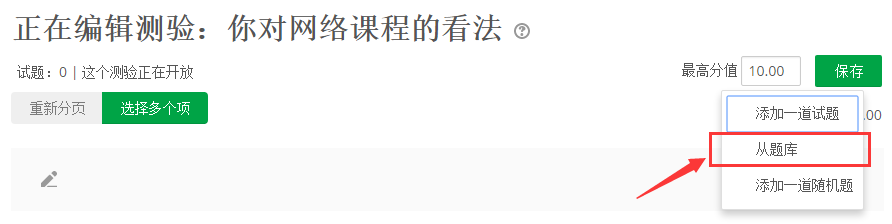 正在编辑测验：你对网络课程的看法
试题：0 | 这个测验正在开放
最高分值 10.00 保存
重新分页 选择多个项
添加一道试题
.00
从题库
添加一道随机题